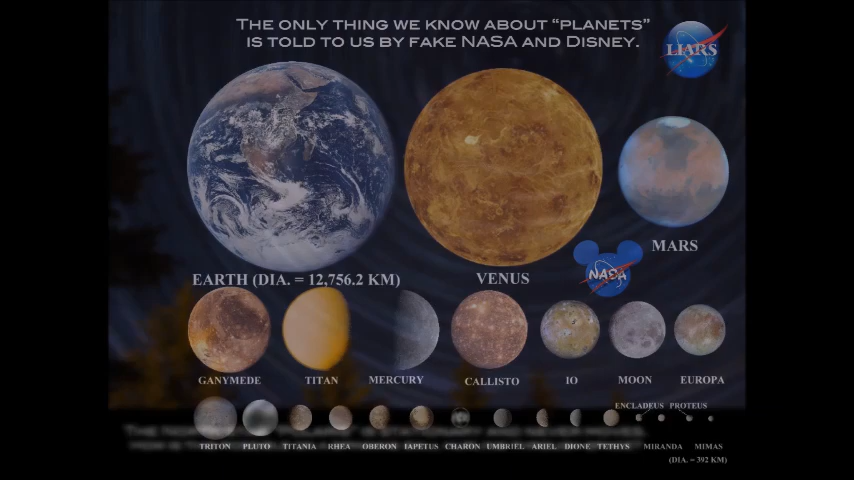 The only thing we know about “planets”
is told to us by fake NASA and Disney.
LIARS
MARS
NASA
EARTH (DIA. = 12,756.2 KM)
VENUS
GANYMEDE TITAN MERCURY CALLISTO IO MOON EUROPA
ENCLADEUS PROTEUS
TRITON PLUTO TITANIA RHEA OBERON IAPETUS CHARON UMBRIEL ARIEL DIONE TETHYS MIRANDA MIMAS
(DIA. = 392 KM)